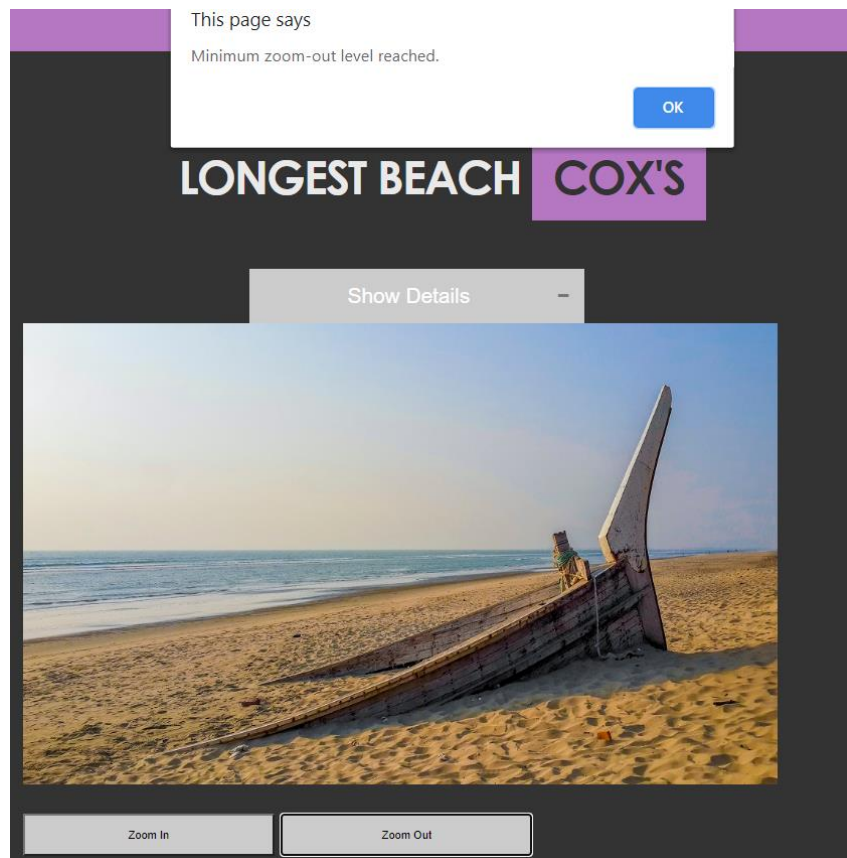 This page says
Minimum zoom-out level reached.
OK
LONGEST BEACH COX'S
Show Details -
Zoom In
Zoom Out